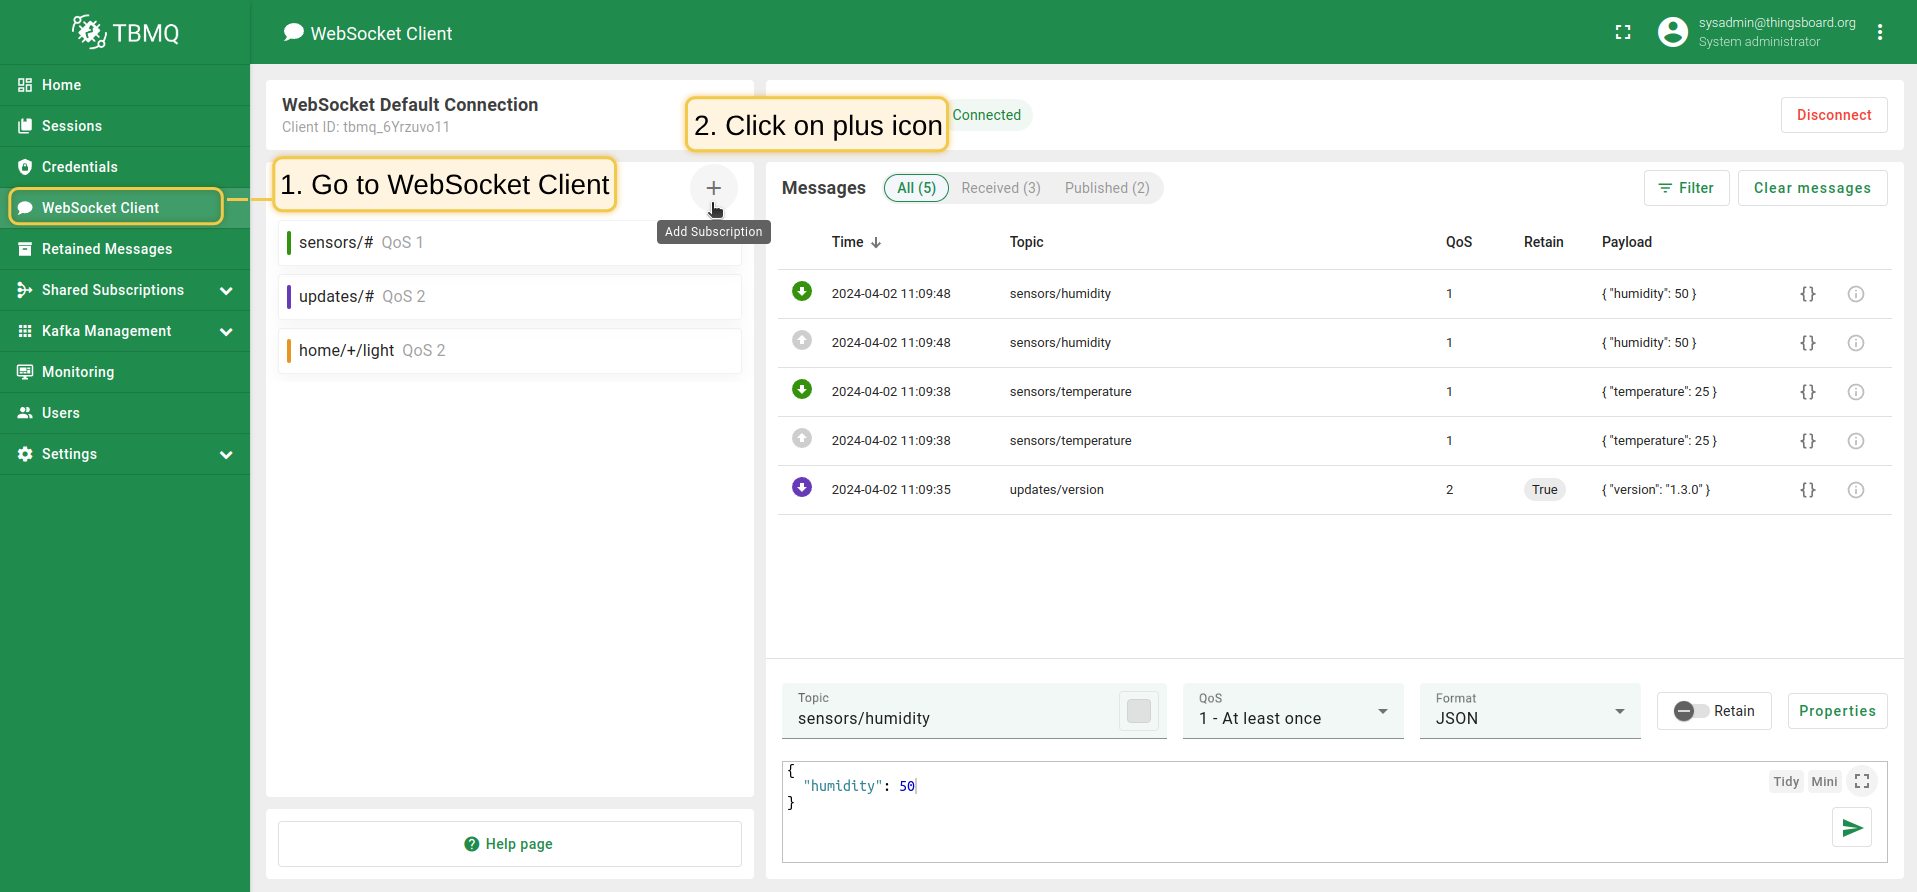 TBMQ
WebSocket Client
sysadmin@thingsboard.org
System administrator
Home
Sessions
Credentials
WebSocket Client
Retained Messages
Shared Subscriptions
Kafka Management
Monitoring
Users
Settings
WebSocket Default Connection
Client ID: tbmq_6Yrzuvo11
1. Go to WebSocket Client
2. Click on plus icon
Connected
Disconnect
Add Subscription
sensors/# QoS 1
updates/# QoS 2
home/+/light QoS 2
Help page
Messages All (5) Received (3) Published (2) Filter Clear messages
Time Topic QoS Retain Payload
2024-04-02 11:09:48 sensors/humidity 1 { "humidity": 50 } {}
2024-04-02 11:09:48 sensors/humidity 1 { "humidity": 50 } {}
2024-04-02 11:09:38 sensors/temperature 1 { "temperature": 25 } {}
2024-04-02 11:09:38 sensors/temperature 1 { "temperature": 25 } {}
2024-04-02 11:09:35 updates/version 2 True { "version": "1.3.0" } {}
Topic
sensors/humidity
QoS
1 - At least once
Format
JSON
Retain
Properties
{
"humidity": 50
}
Tidy Mini